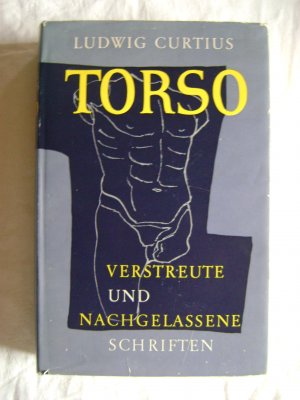 LUDWIG CURTIUS
TORSO
VERSTREUTE
UND
NACHGELASSENE
SCHRIFTEN